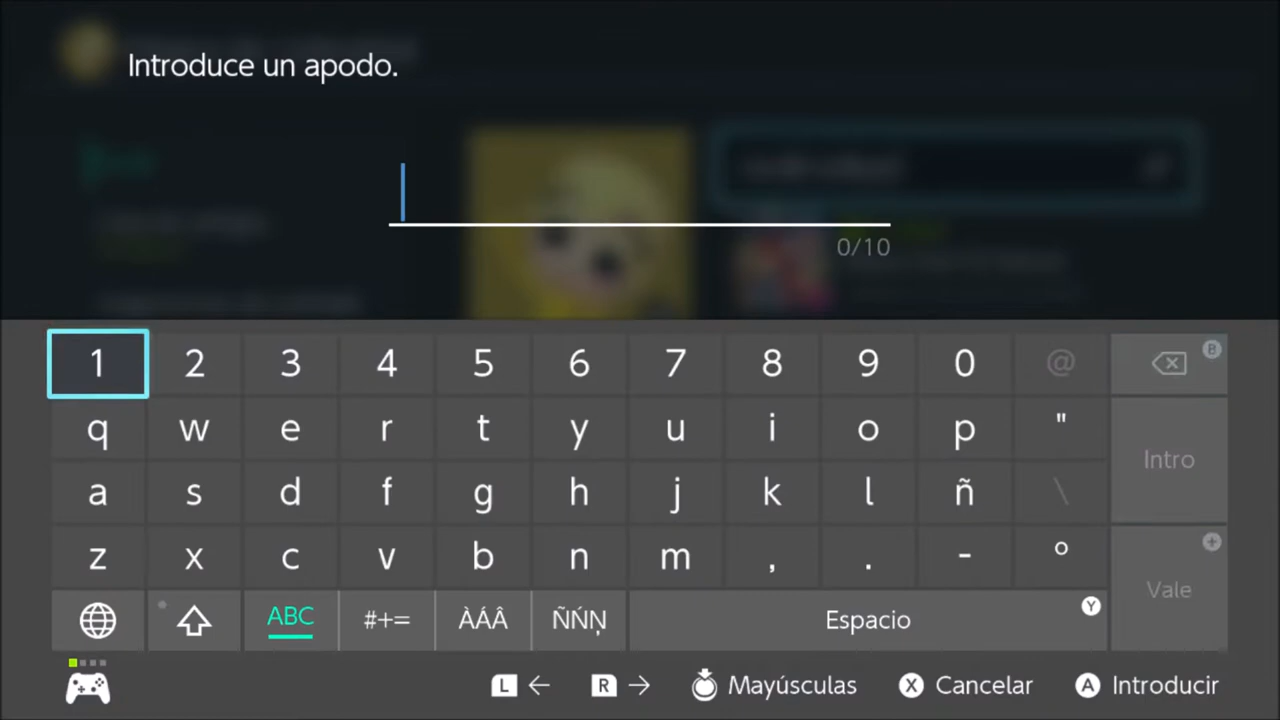 Introduce un apodo.
0/10
1 2 3 4 5 6 7 8 9 0 @ B
q w e r t y u i o p "
Intro
a s d f g h j k l ñ \
z x c v b n m , . - º +
Vale
ABC #+= ÀÁÂ ÑŃŅ Espacio Y
L ← R → Mayúsculas X Cancelar A Introducir